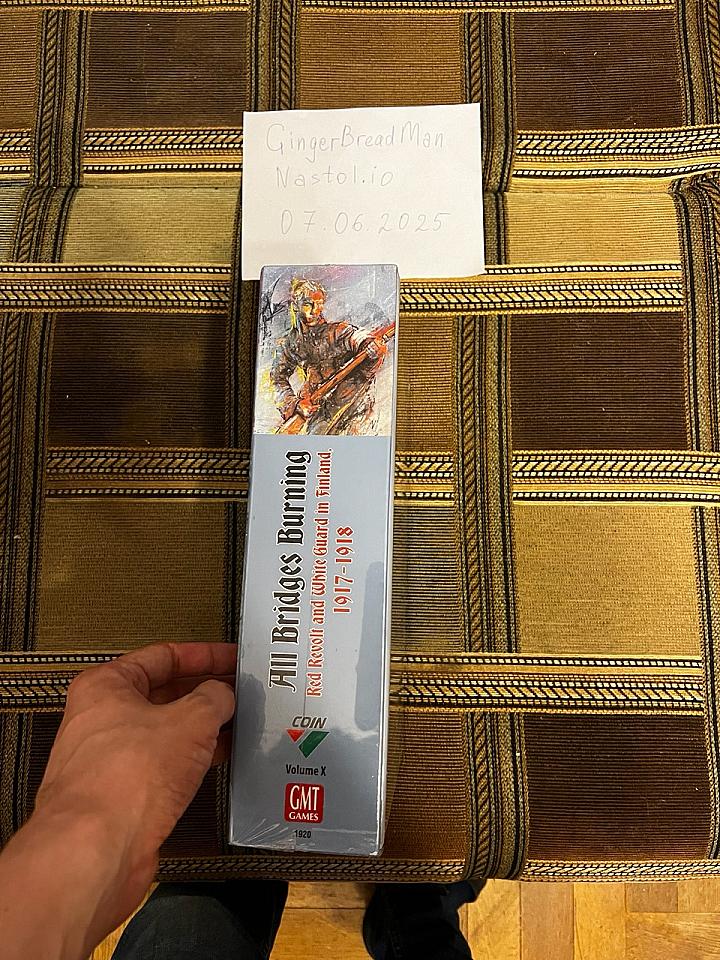 GingerBreadMan
Nastol.io
07.06.2025
All Bridges Burning
Red Revolt and White Guard in Finland,
1917-1918
COIN
Volume X
GMT
GAMES
1920